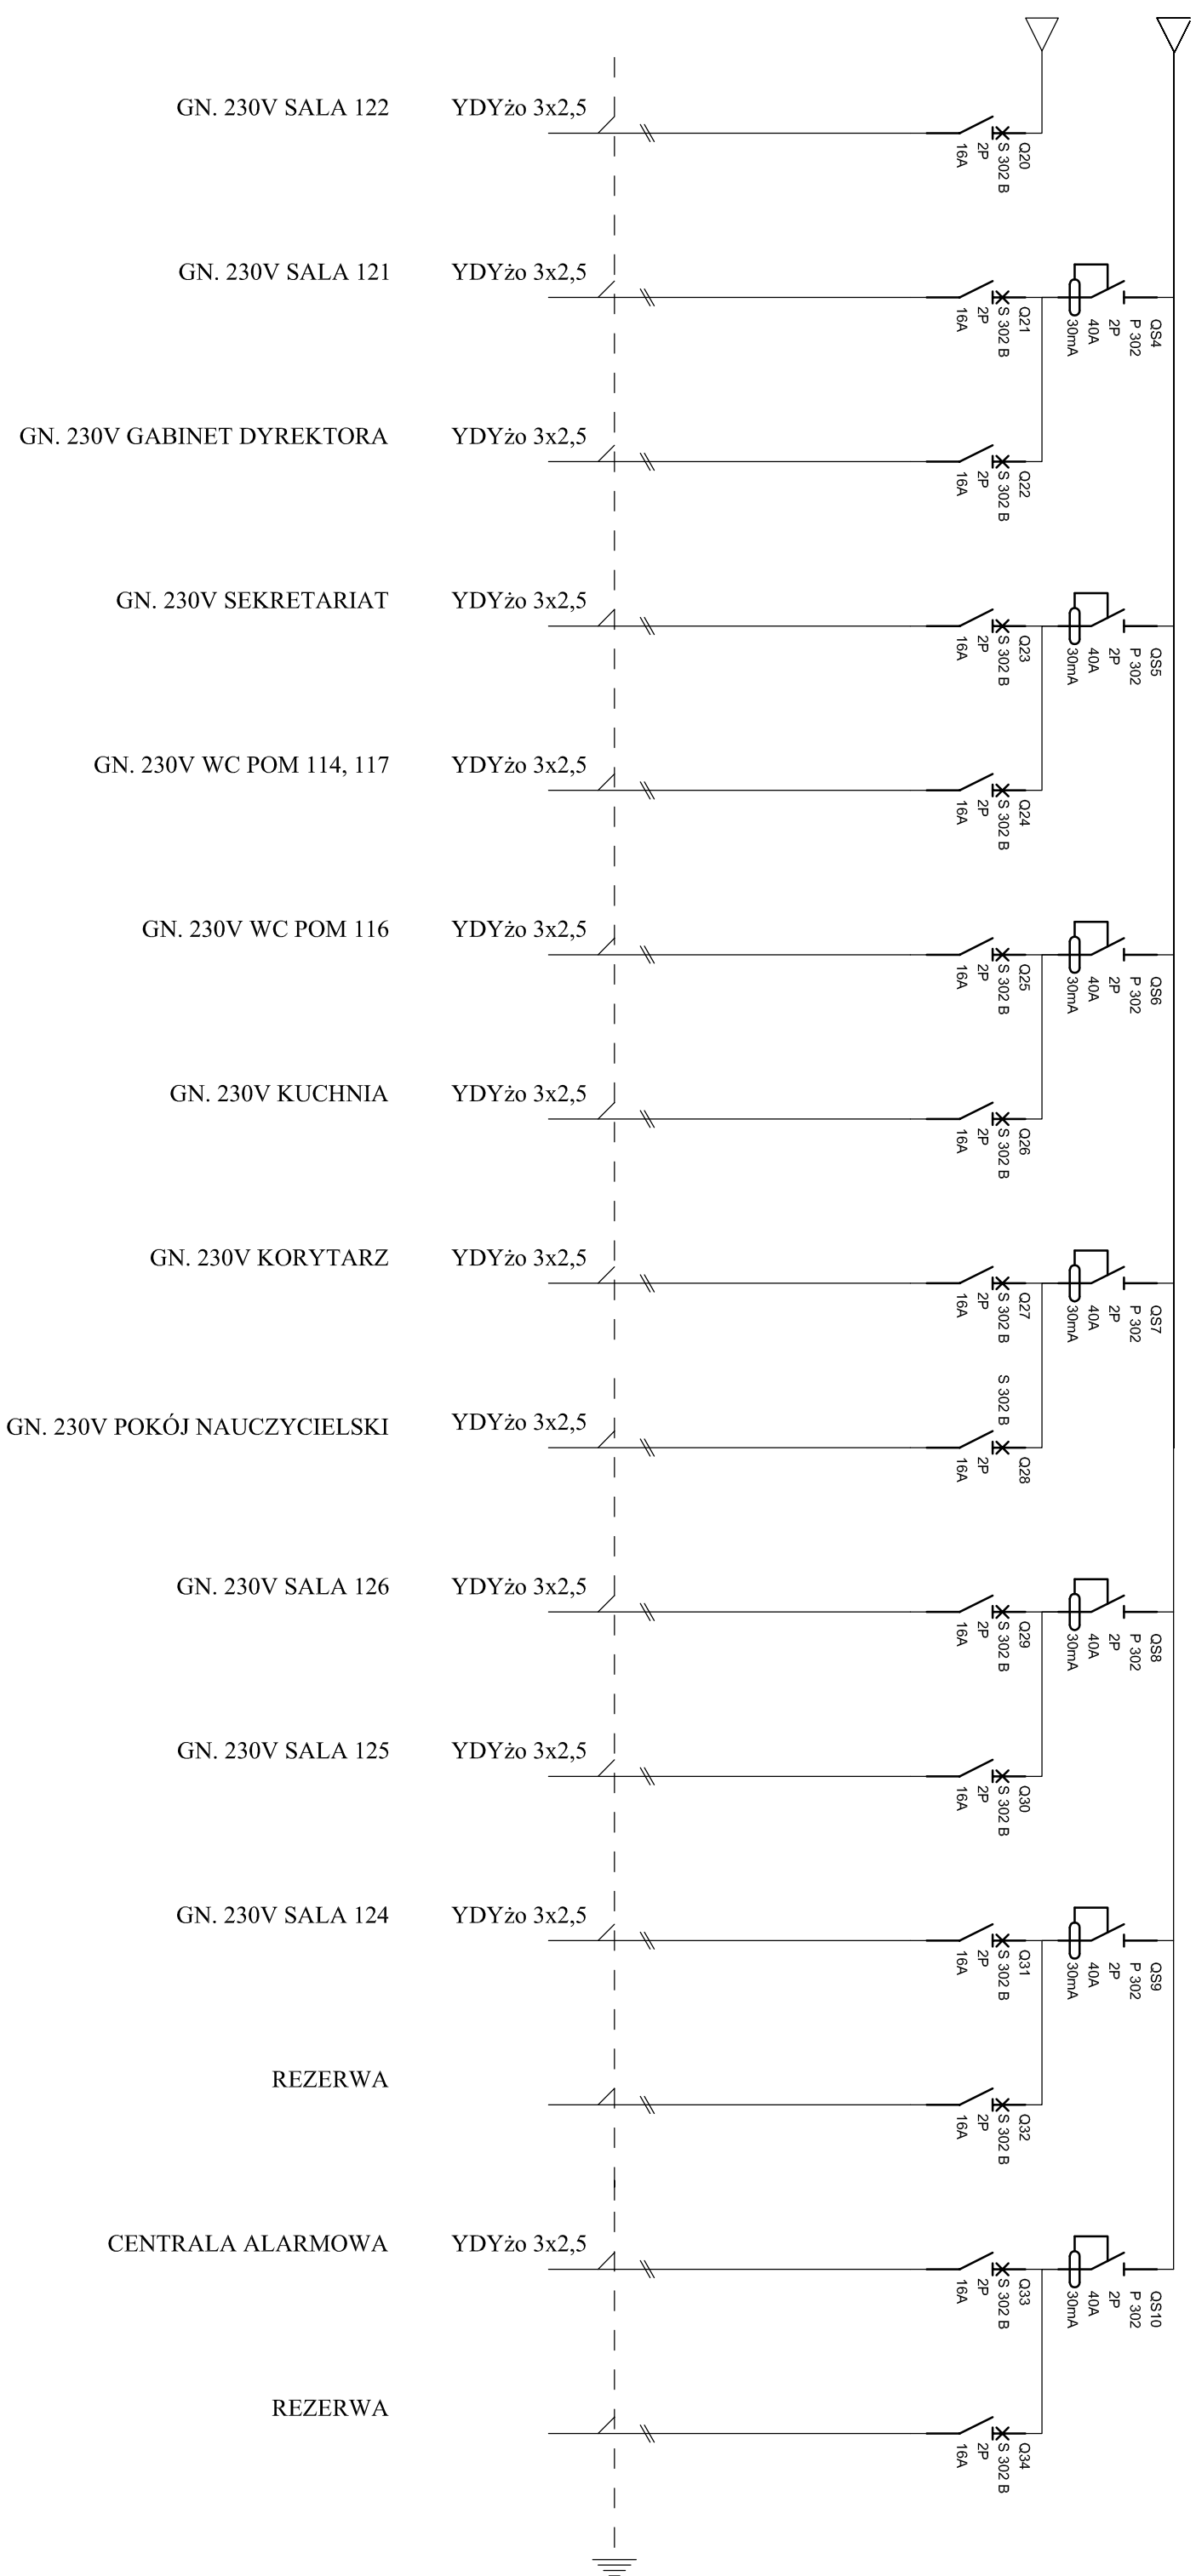 GN. 230V SALA 122
YDYżo 3x2,5
16A
2P
S 302 B
Q20
GN. 230V SALA 121
YDYżo 3x2,5
16A
2P
S 302 B
Q21
30mA
40A
2P
P 302
QS4
GN. 230V GABINET DYREKTORA
YDYżo 3x2,5
16A
2P
S 302 B
Q22
GN. 230V SEKRETARIAT
YDYżo 3x2,5
16A
2P
S 302 B
Q23
30mA
40A
2P
P 302
QS5
GN. 230V WC POM 114, 117
YDYżo 3x2,5
16A
2P
S 302 B
Q24
GN. 230V WC POM 116
YDYżo 3x2,5
16A
2P
S 302 B
Q25
30mA
40A
2P
P 302
QS6
GN. 230V KUCHNIA
YDYżo 3x2,5
16A
2P
S 302 B
Q26
GN. 230V KORYTARZ
YDYżo 3x2,5
16A
2P
S 302 B
Q27
30mA
40A
2P
P 302
QS7
GN. 230V POKÓJ NAUCZYCIELSKI
YDYżo 3x2,5
16A
2P
S 302 B
Q28
GN. 230V SALA 126
YDYżo 3x2,5
16A
2P
S 302 B
Q29
30mA
40A
2P
P 302
QS8
GN. 230V SALA 125
YDYżo 3x2,5
16A
2P
S 302 B
Q30
GN. 230V SALA 124
YDYżo 3x2,5
16A
2P
S 302 B
Q31
30mA
40A
2P
P 302
QS9
REZERWA
16A
2P
S 302 B
Q32
CENTRALA ALARMOWA
YDYżo 3x2,5
16A
2P
S 302 B
Q33
30mA
40A
2P
P 302
QS10
REZERWA
16A
2P
S 302 B
Q34